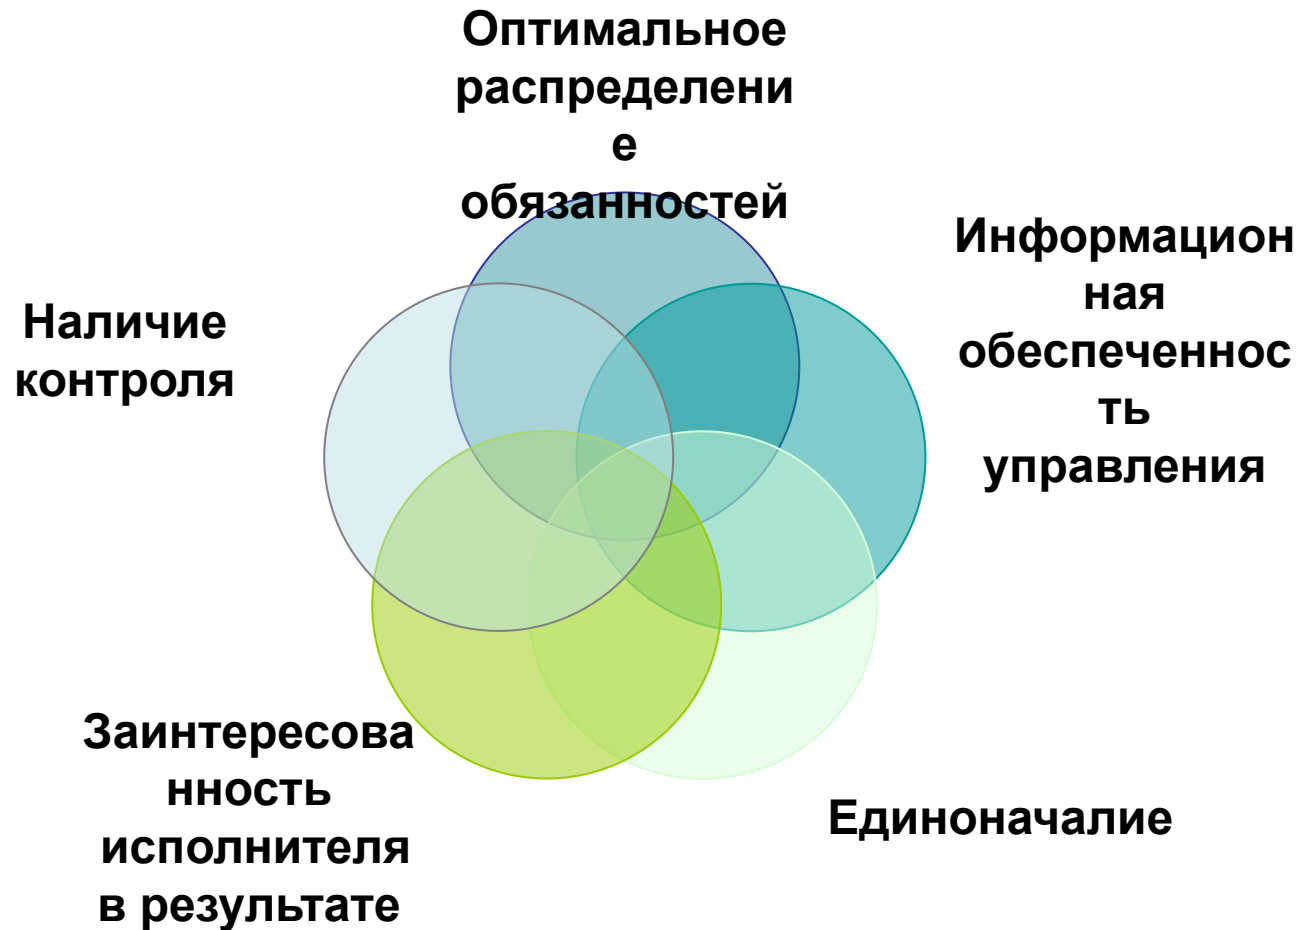 Оптимальное
распределени
е
обязанностей
Информацион
ная
обеспеченнос
ть
управления
Наличие
контроля
Заинтересова
нность
исполнителя
в результате
Единоначалие